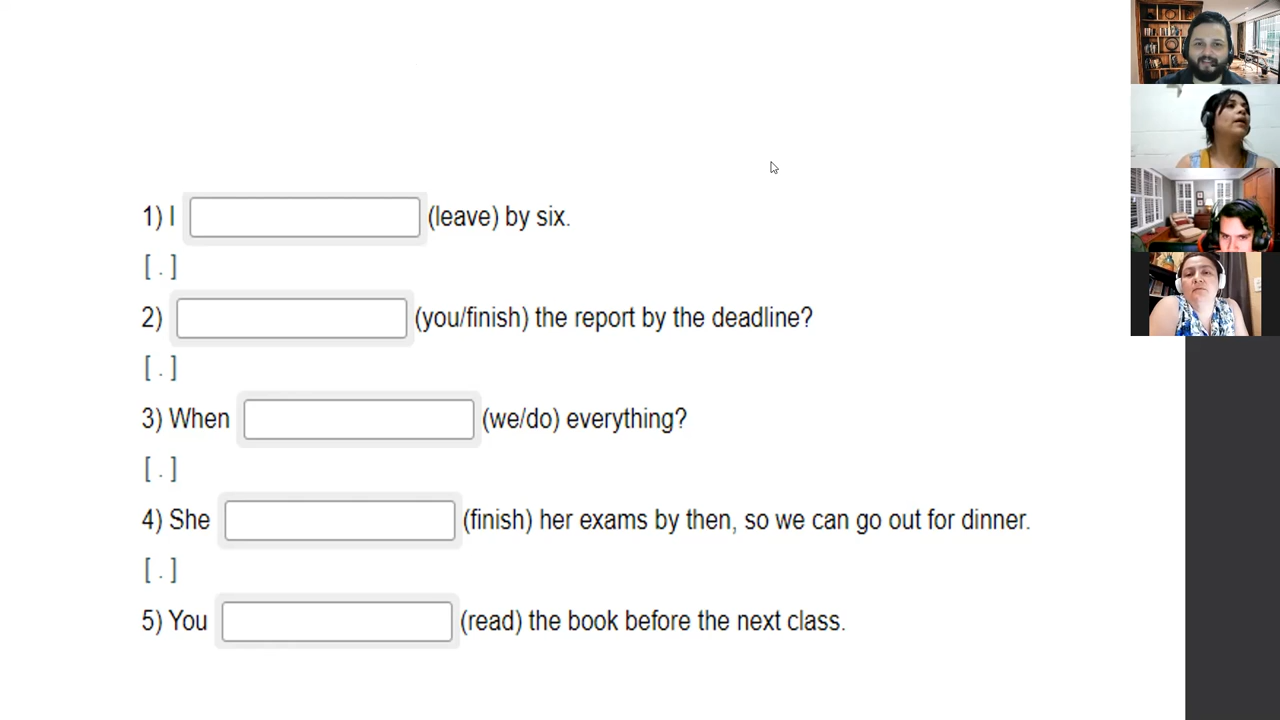 1) I (leave) by six.
[ . ]
2) (you/finish) the report by the deadline?
[ . ]
3) When (we/do) everything?
[ . ]
4) She (finish) her exams by then, so we can go out for dinner.
[ . ]
5) You (read) the book before the next class.